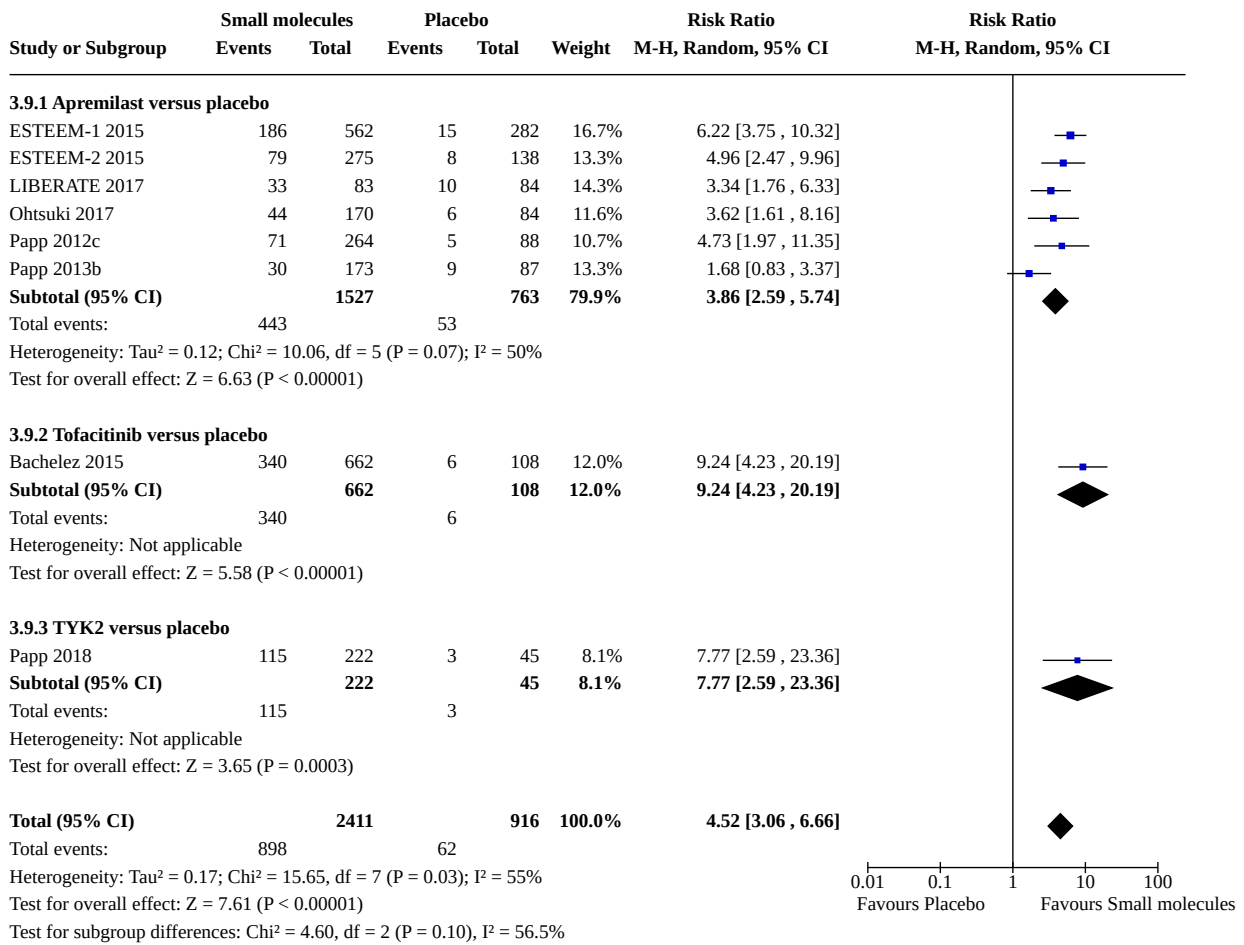 Small molecules Placebo Risk Ratio Risk Ratio
Study or Subgroup Events Total Events Total Weight M-H, Random, 95% CI M-H, Random, 95% CI
3.9.1 Apremilast versus placebo
ESTEEM-1 2015 186 562 15 282 16.7% 6.22 [3.75 , 10.32]
ESTEEM-2 2015 79 275 8 138 13.3% 4.96 [2.47 , 9.96]
LIBERATE 2017 33 83 10 84 14.3% 3.34 [1.76 , 6.33]
Ohtsuki 2017 44 170 6 84 11.6% 3.62 [1.61 , 8.16]
Papp 2012c 71 264 5 88 10.7% 4.73 [1.97 , 11.35]
Papp 2013b 30 173 9 87 13.3% 1.68 [0.83 , 3.37]
Subtotal (95% CI) 1527 763 79.9% 3.86 [2.59 , 5.74]
Total events: 443 53
Heterogeneity: Tau² = 0.12; Chi² = 10.06, df = 5 (P = 0.07); I² = 50%
Test for overall effect: Z = 6.63 (P < 0.00001)
3.9.2 Tofacitinib versus placebo
Bachelez 2015 340 662 6 108 12.0% 9.24 [4.23 , 20.19]
Subtotal (95% CI) 662 108 12.0% 9.24 [4.23 , 20.19]
Total events: 340 6
Heterogeneity: Not applicable
Test for overall effect: Z = 5.58 (P < 0.00001)
3.9.3 TYK2 versus placebo
Papp 2018 115 222 3 45 8.1% 7.77 [2.59 , 23.36]
Subtotal (95% CI) 222 45 8.1% 7.77 [2.59 , 23.36]
Total events: 115 3
Heterogeneity: Not applicable
Test for overall effect: Z = 3.65 (P = 0.0003)
Total (95% CI) 2411 916 100.0% 4.52 [3.06 , 6.66]
Total events: 898 62
Heterogeneity: Tau² = 0.17; Chi² = 15.65, df = 7 (P = 0.03); I² = 55%
0.01 0.1 1 10 100
Test for overall effect: Z = 7.61 (P < 0.00001)
Favours Placebo Favours Small molecules
Test for subgroup differences: Chi² = 4.60, df = 2 (P = 0.10), I² = 56.5%